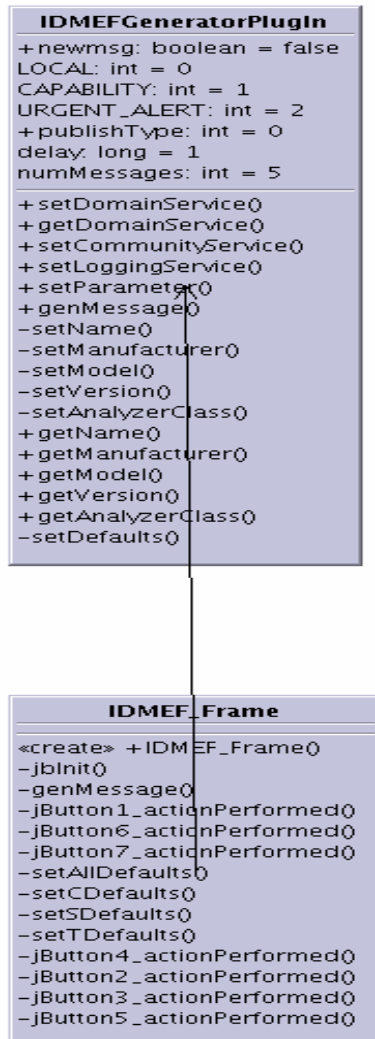 IDMEFGeneratorPlugIn
+newmsg: boolean = false
LOCAL: int = 0
CAPABILITY: int = 1
URGENT_ALERT: int = 2
+publishType: int = 0
delay: long = 1
numMessages: int = 5
+setDomainService()
+getDomainService()
+setCommunityService()
+setLoggingService()
+setParameter()
+genMessage()
-setName()
-setManufacturer()
-setModel()
-setVersion()
-setAnalyzerClass()
+getName()
+getManufacturer()
+getModel()
+getVersion()
+getAnalyzerClass()
-setDefaults()
IDMEF_Frame
«create» +IDMEF_Frame()
-jbInit()
-genMessage()
-jButton1_actionPerformed()
-jButton6_actionPerformed()
-jButton7_actionPerformed()
-setAllDefaults()
-setCDefaults()
-setSDefaults()
-setTDefaults()
-jButton4_actionPerformed()
-jButton2_actionPerformed()
-jButton3_actionPerformed()
-jButton5_actionPerformed()